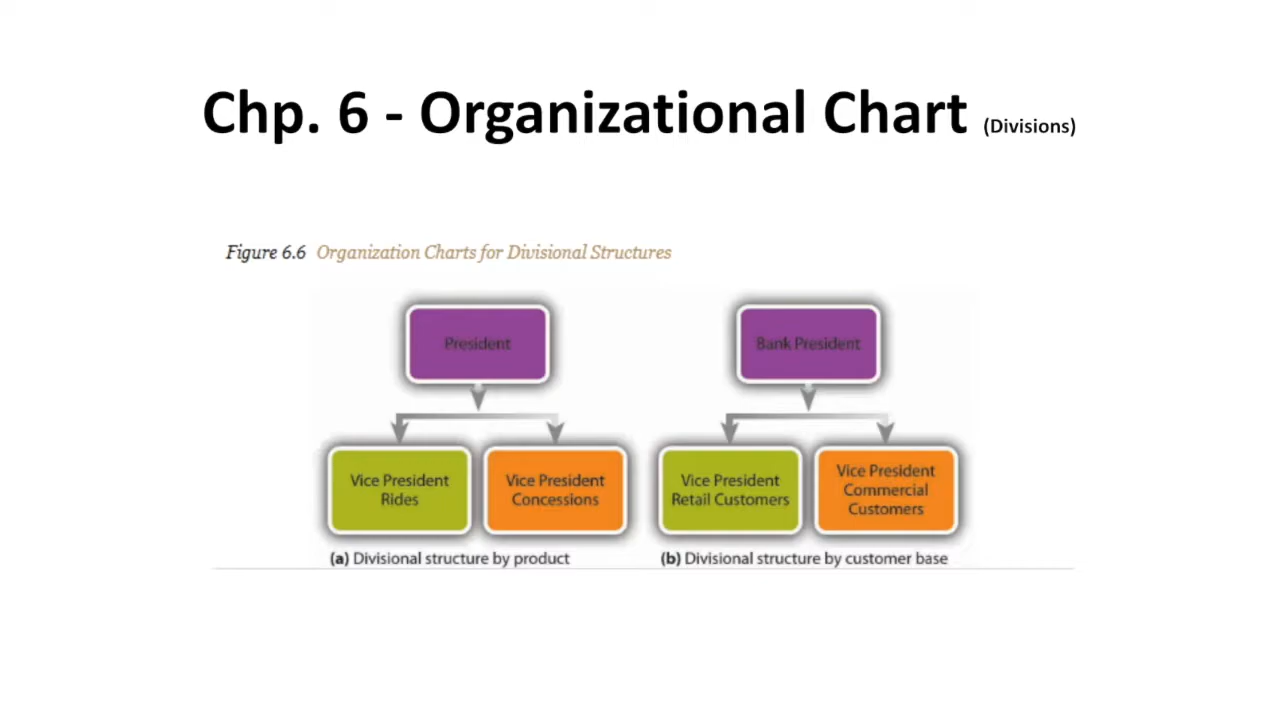 Chp. 6 - Organizational Chart (Divisions)
Figure 6.6 Organization Charts for Divisional Structures
President
Bank President
Vice President
Rides
Vice President
Concessions
Vice President
Retail Customers
Vice President
Commercial
Customers
(a) Divisional structure by product
(b) Divisional structure by customer base